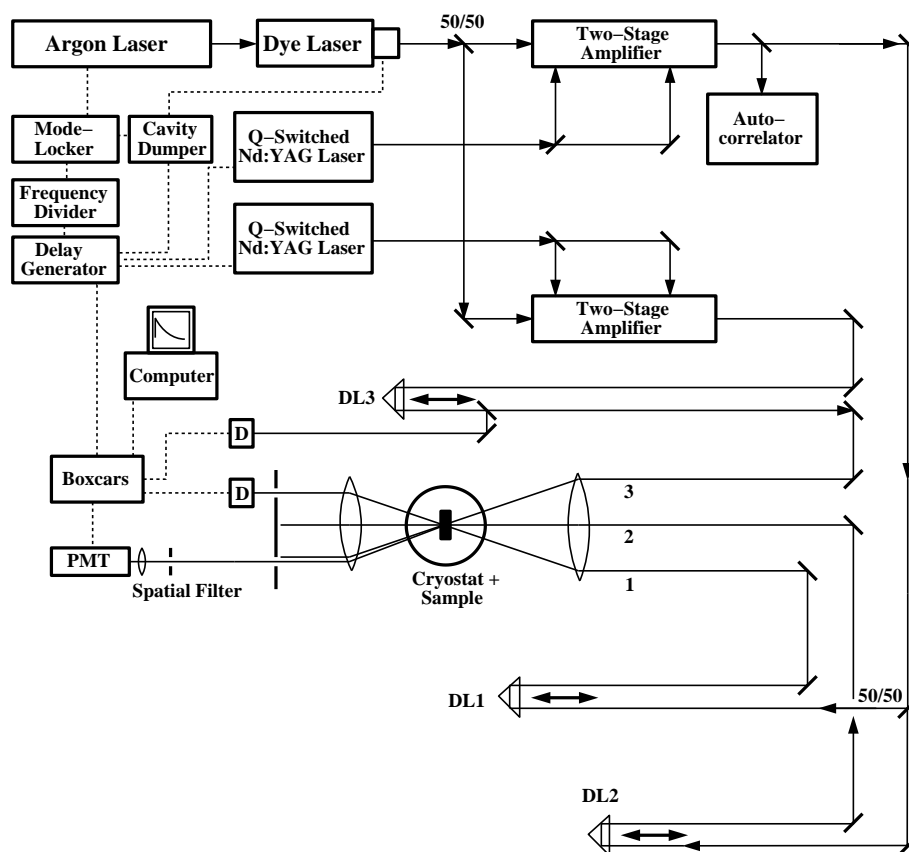 50/50
Argon Laser
Dye Laser
Two–Stage
Amplifier
Mode–
Locker
Cavity
Dumper
Q–Switched
Nd:YAG Laser
Auto–
correlator
Frequency
Divider
Delay
Generator
Q–Switched
Nd:YAG Laser
Two–Stage
Amplifier
Computer
DL3
D
Boxcars
D
3
2
PMT
Spatial Filter
Cryostat +
Sample
1
DL1
50/50
DL2